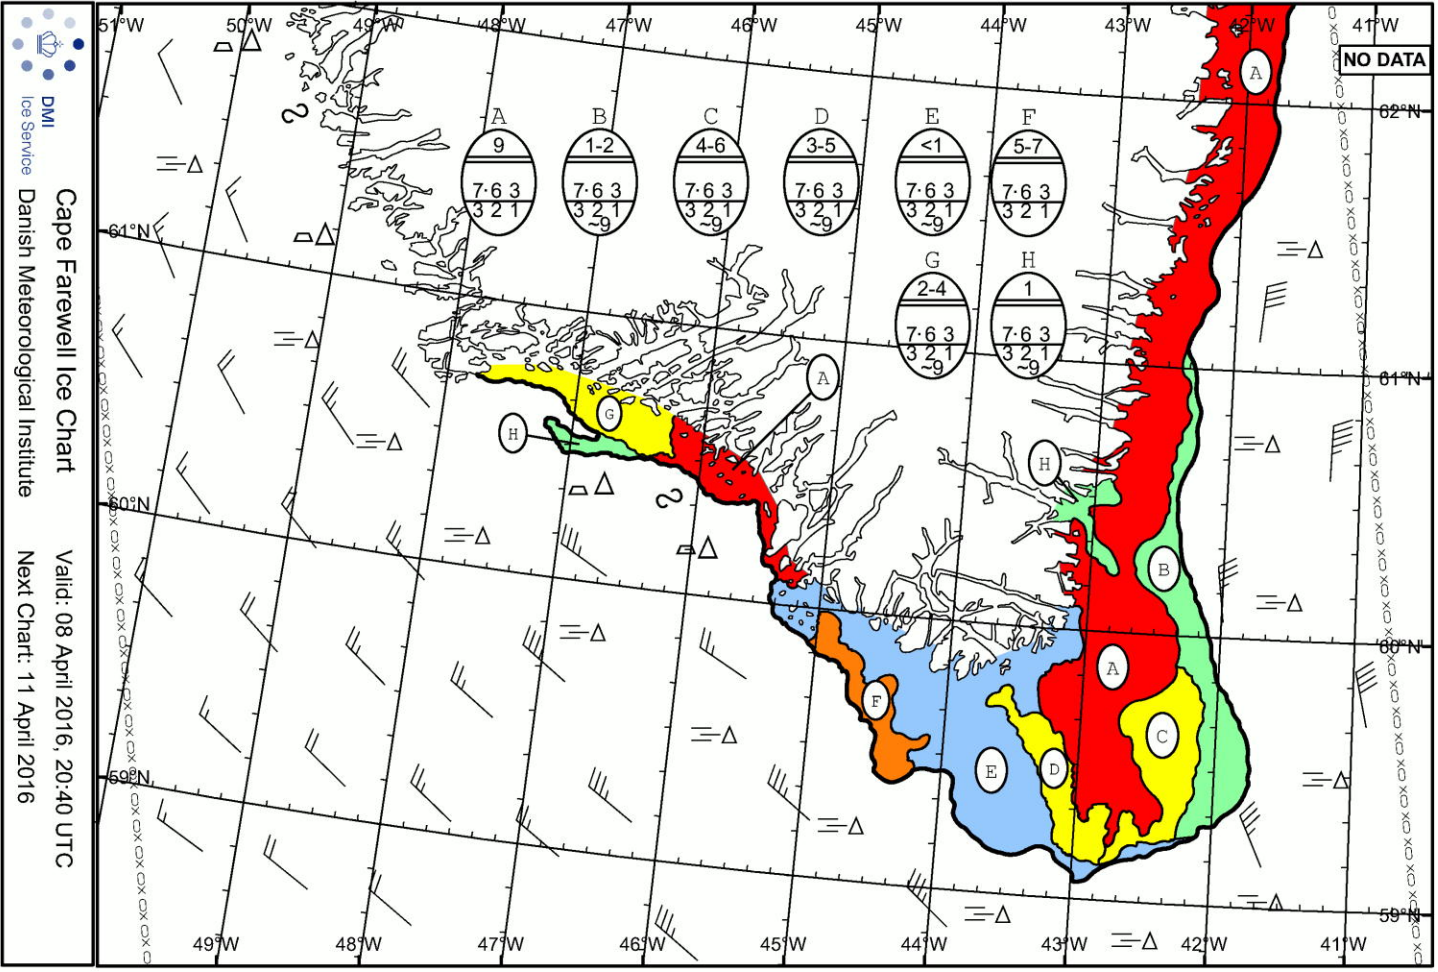 51°W 50°W 49°W 48°W 47°W 46°W 45°W 44°W 43°W 42°W 41°W
NO DATA
DMI
Ice Service
Cape Farewell Ice Chart
Danish Meteorological Institute
Valid: 08 April 2016, 20:40 UTC
Next Chart: 11 April 2016
A B C D E F
9 1-2 4-6 3-5 <1 5-7
7·6 3 7·6 3 7·6 3 7·6 3 7·6 3 7·6 3
3 2 1 3 2 1 3 2 1 3 2 1 3 2 1 3 2 1
~9 ~9 ~9 ~9
G H
2-4 1
7·6 3 7·6 3
3 2 1 3 2 1
~9 ~9
A
62°N
61°N
61°N
A
G
H
H
60°N
B
60°N
A
F
C
E
D
59°N
59°N
49°W 48°W 47°W 46°W 45°W 44°W 43°W 42°W 41°W